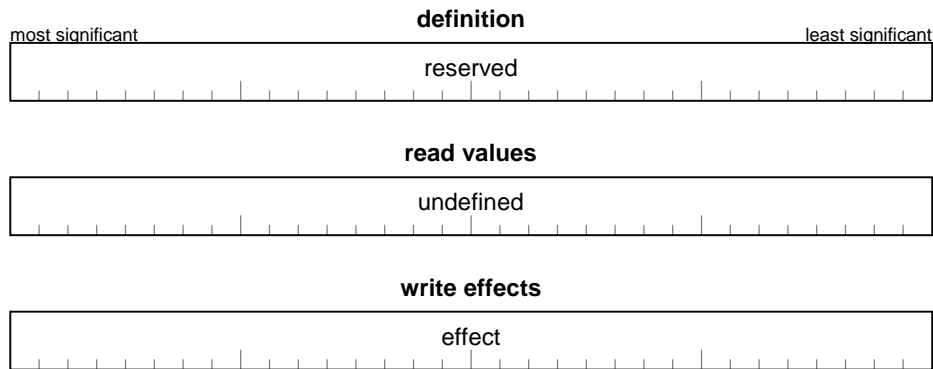 definition
most significant least significant
reserved
read values
undefined
write effects
effect